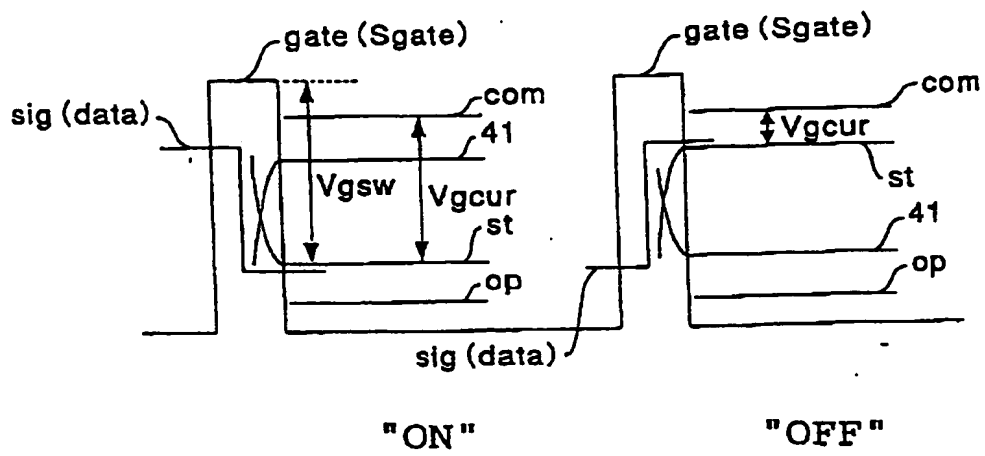 gate (Sgate)
gate (Sgate)
com
com
sig (data)
41
Vgcur
Vgsw
Vgcur
st
st
41
op
op
sig (data)
"ON"
"OFF"